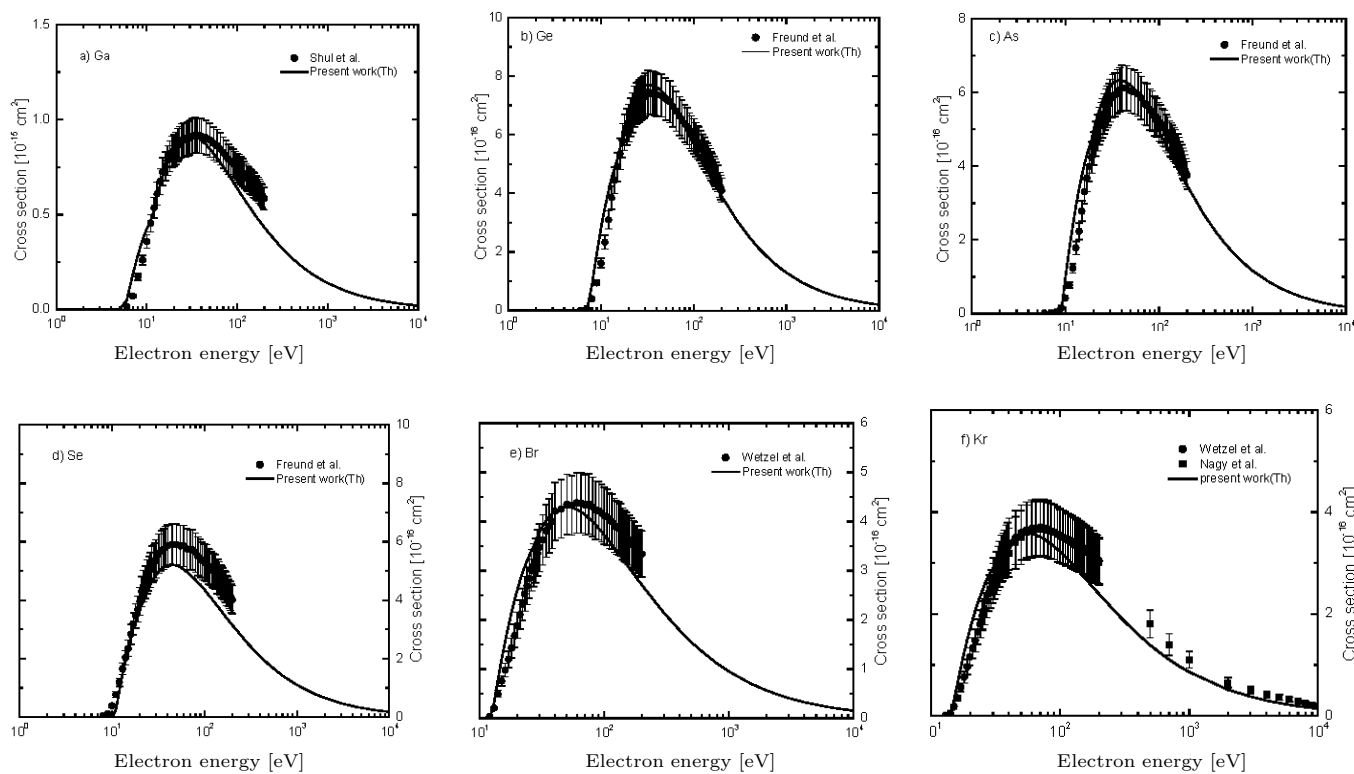 a) Ga
Shul et al.
Present work(Th)
Cross section [10⁻¹⁶ cm²]
1.5
1.0
0.5
0.0
10⁰ 10¹ 10² 10³ 10⁴
Electron energy [eV]
b) Ge
Freund et al.
Present work(Th)
Cross section [10⁻¹⁶ cm²]
10
8
6
4
2
0
10⁰ 10¹ 10² 10³ 10⁴
Electron energy [eV]
c) As
Freund et al.
Present work(Th)
Cross section [10⁻¹⁶ cm²]
8
6
4
2
0
10⁰ 10¹ 10² 10³ 10⁴
Electron energy [eV]
d) Se
Freund et al.
Present work(Th)
Cross section [10⁻¹⁶ cm²]
10
8
6
4
2
0
10⁰ 10¹ 10² 10³ 10⁴
Electron energy [eV]
e) Br
Wetzel et al.
Present work(Th)
Cross section [10⁻¹⁶ cm²]
6
5
4
3
2
1
0
10¹ 10² 10³ 10⁴
Electron energy [eV]
f) Kr
Wetzel et al.
Nagy et al.
present work(Th)
Cross section [10⁻¹⁶ cm²]
6
4
2
0
0¹ 10² 10³ 10⁴
Electron energy [eV]